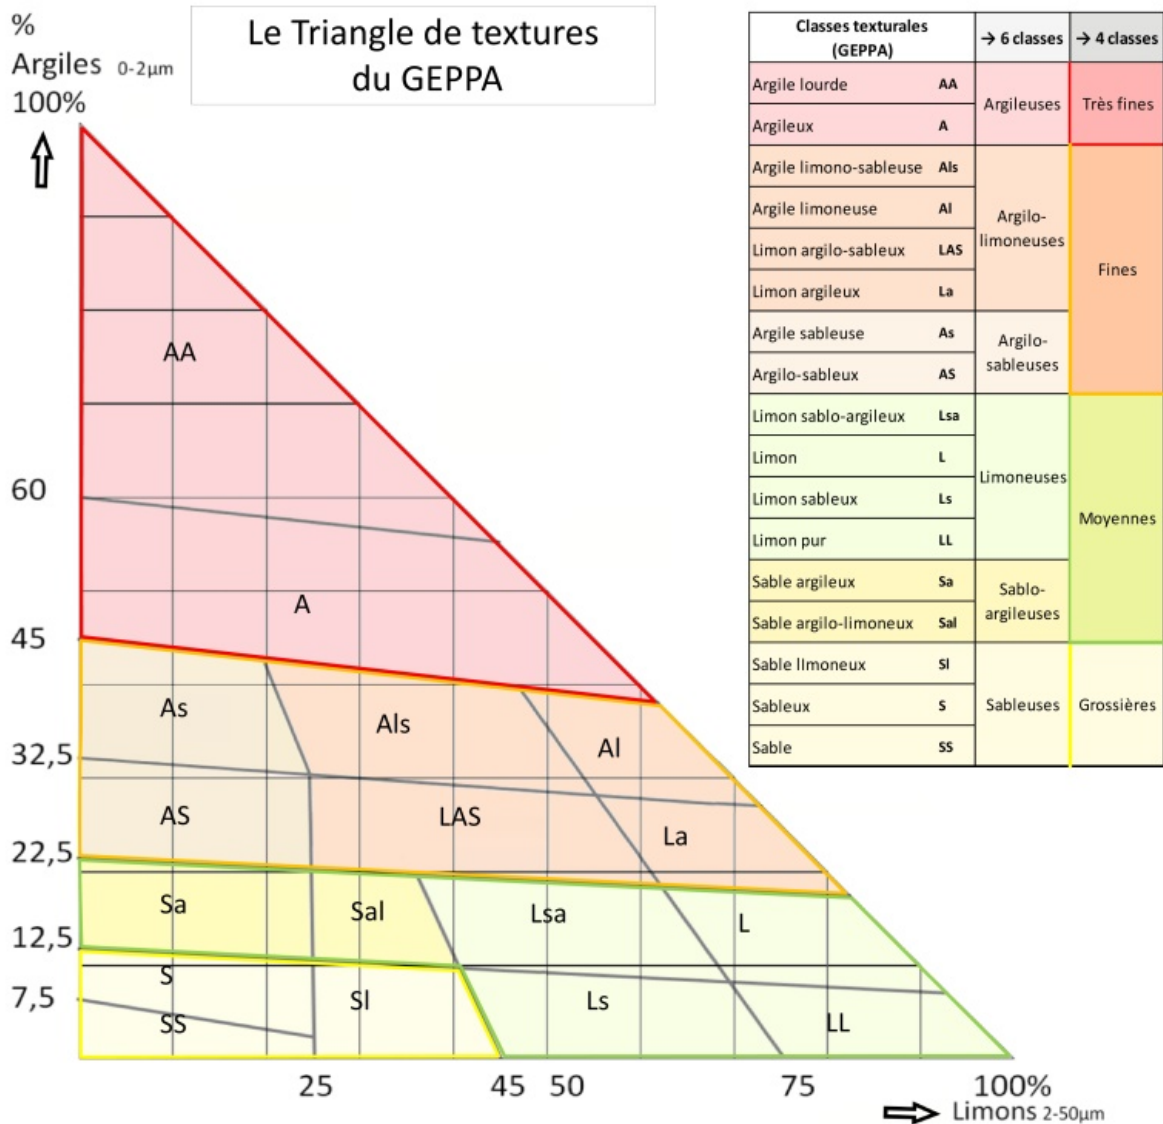 %
Argiles 0-2µm
100%
Le Triangle de textures
du GEPPA
60
45
32,5
22,5
12,5
7,5
AA
A
As
Als
Al
AS
LAS
La
Sa
Sal
Lsa
L
S
SS
Sl
Ls
LL
25 45 50 75 100%
Limons 2-50µm
Classes texturales (GEPPA) → 6 classes → 4 classes
Argile lourde AA
Argileux A
Argileuses
Très fines
Argile limono-sableuse Als
Argile limoneuse Al
Limon argilo-sableux LAS
Limon argileux La
Argilo-
limoneuses
Argile sableuse As
Argilo-sableux AS
Argilo-
sableuses
Fines
Limon sablo-argileux Lsa
Limon L
Limon sableux Ls
Limon pur LL
Limoneuses
Sable argileux Sa
Sable argilo-limoneux Sal
Sablo-
argileuses
Moyennes
Sable lImoneux Sl
Sableux S
Sable SS
Sableuses
Grossières